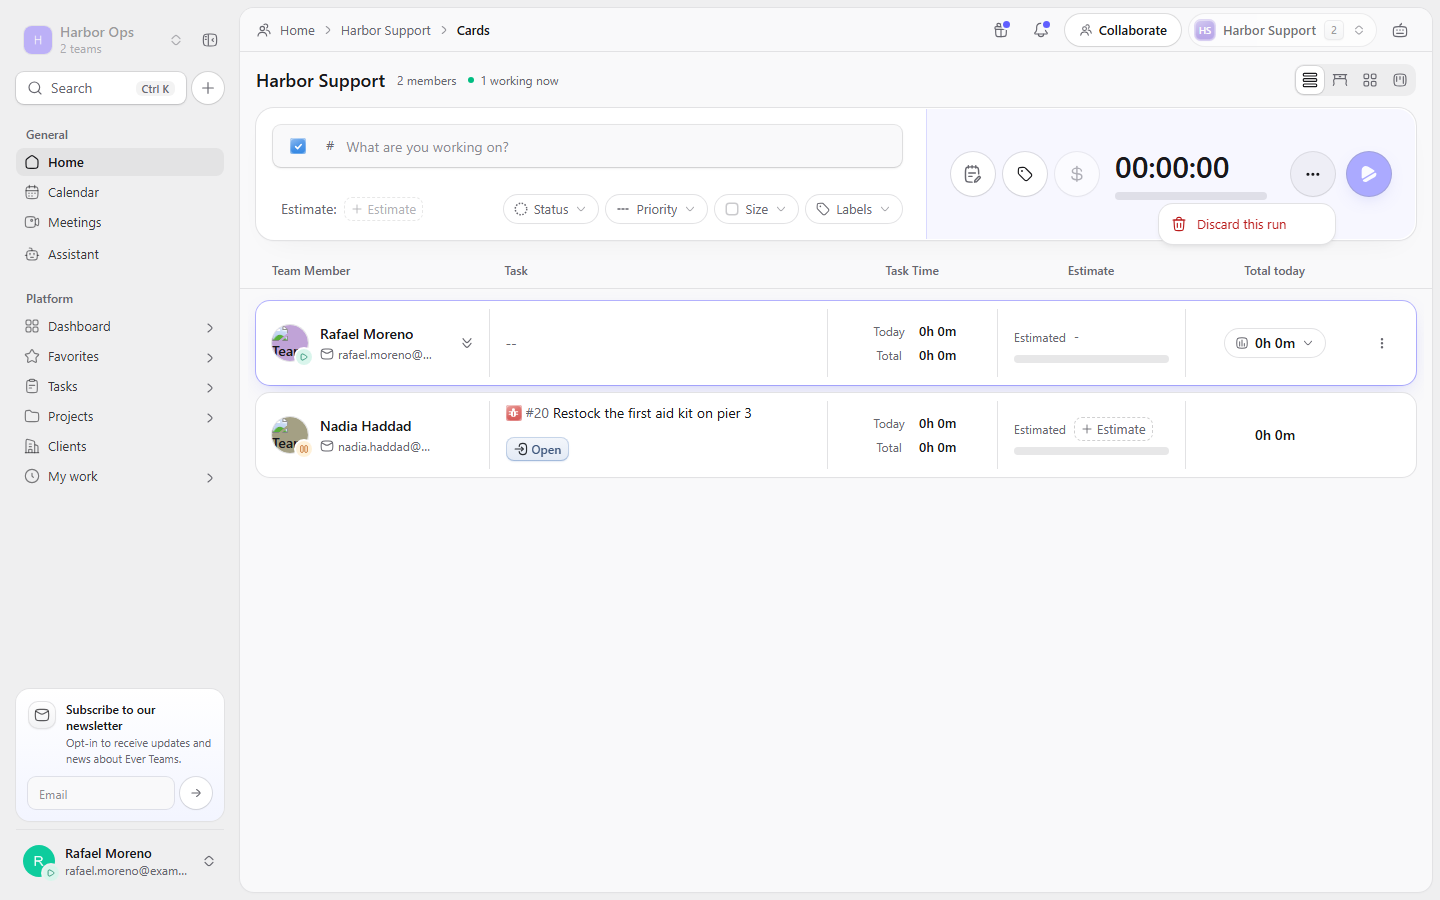 H
Harbor Ops
2 teams
Search
Ctrl K
General
Home
Calendar
Meetings
Assistant
Platform
Dashboard
Favorites
Tasks
Projects
Clients
My work
Subscribe to our
newsletter
Opt-in to receive updates and
news about Ever Teams.
Email
R
Rafael Moreno
rafael.moreno@exam...
Home
Harbor Support
Cards
Collaborate
HS
Harbor Support
2
Harbor Support
2 members
1 working now
# What are you working on?
Estimate:
+ Estimate
Status
Priority
Size
Labels
$
00:00:00
Discard this run
Team Member
Task
Task Time
Estimate
Total today
Rafael Moreno
rafael.moreno@...
--
Today 0h 0m
Total 0h 0m
Estimated -
0h 0m
Nadia Haddad
nadia.haddad@...
#20 Restock the first aid kit on pier 3
Open
Today 0h 0m
Total 0h 0m
Estimated + Estimate
0h 0m